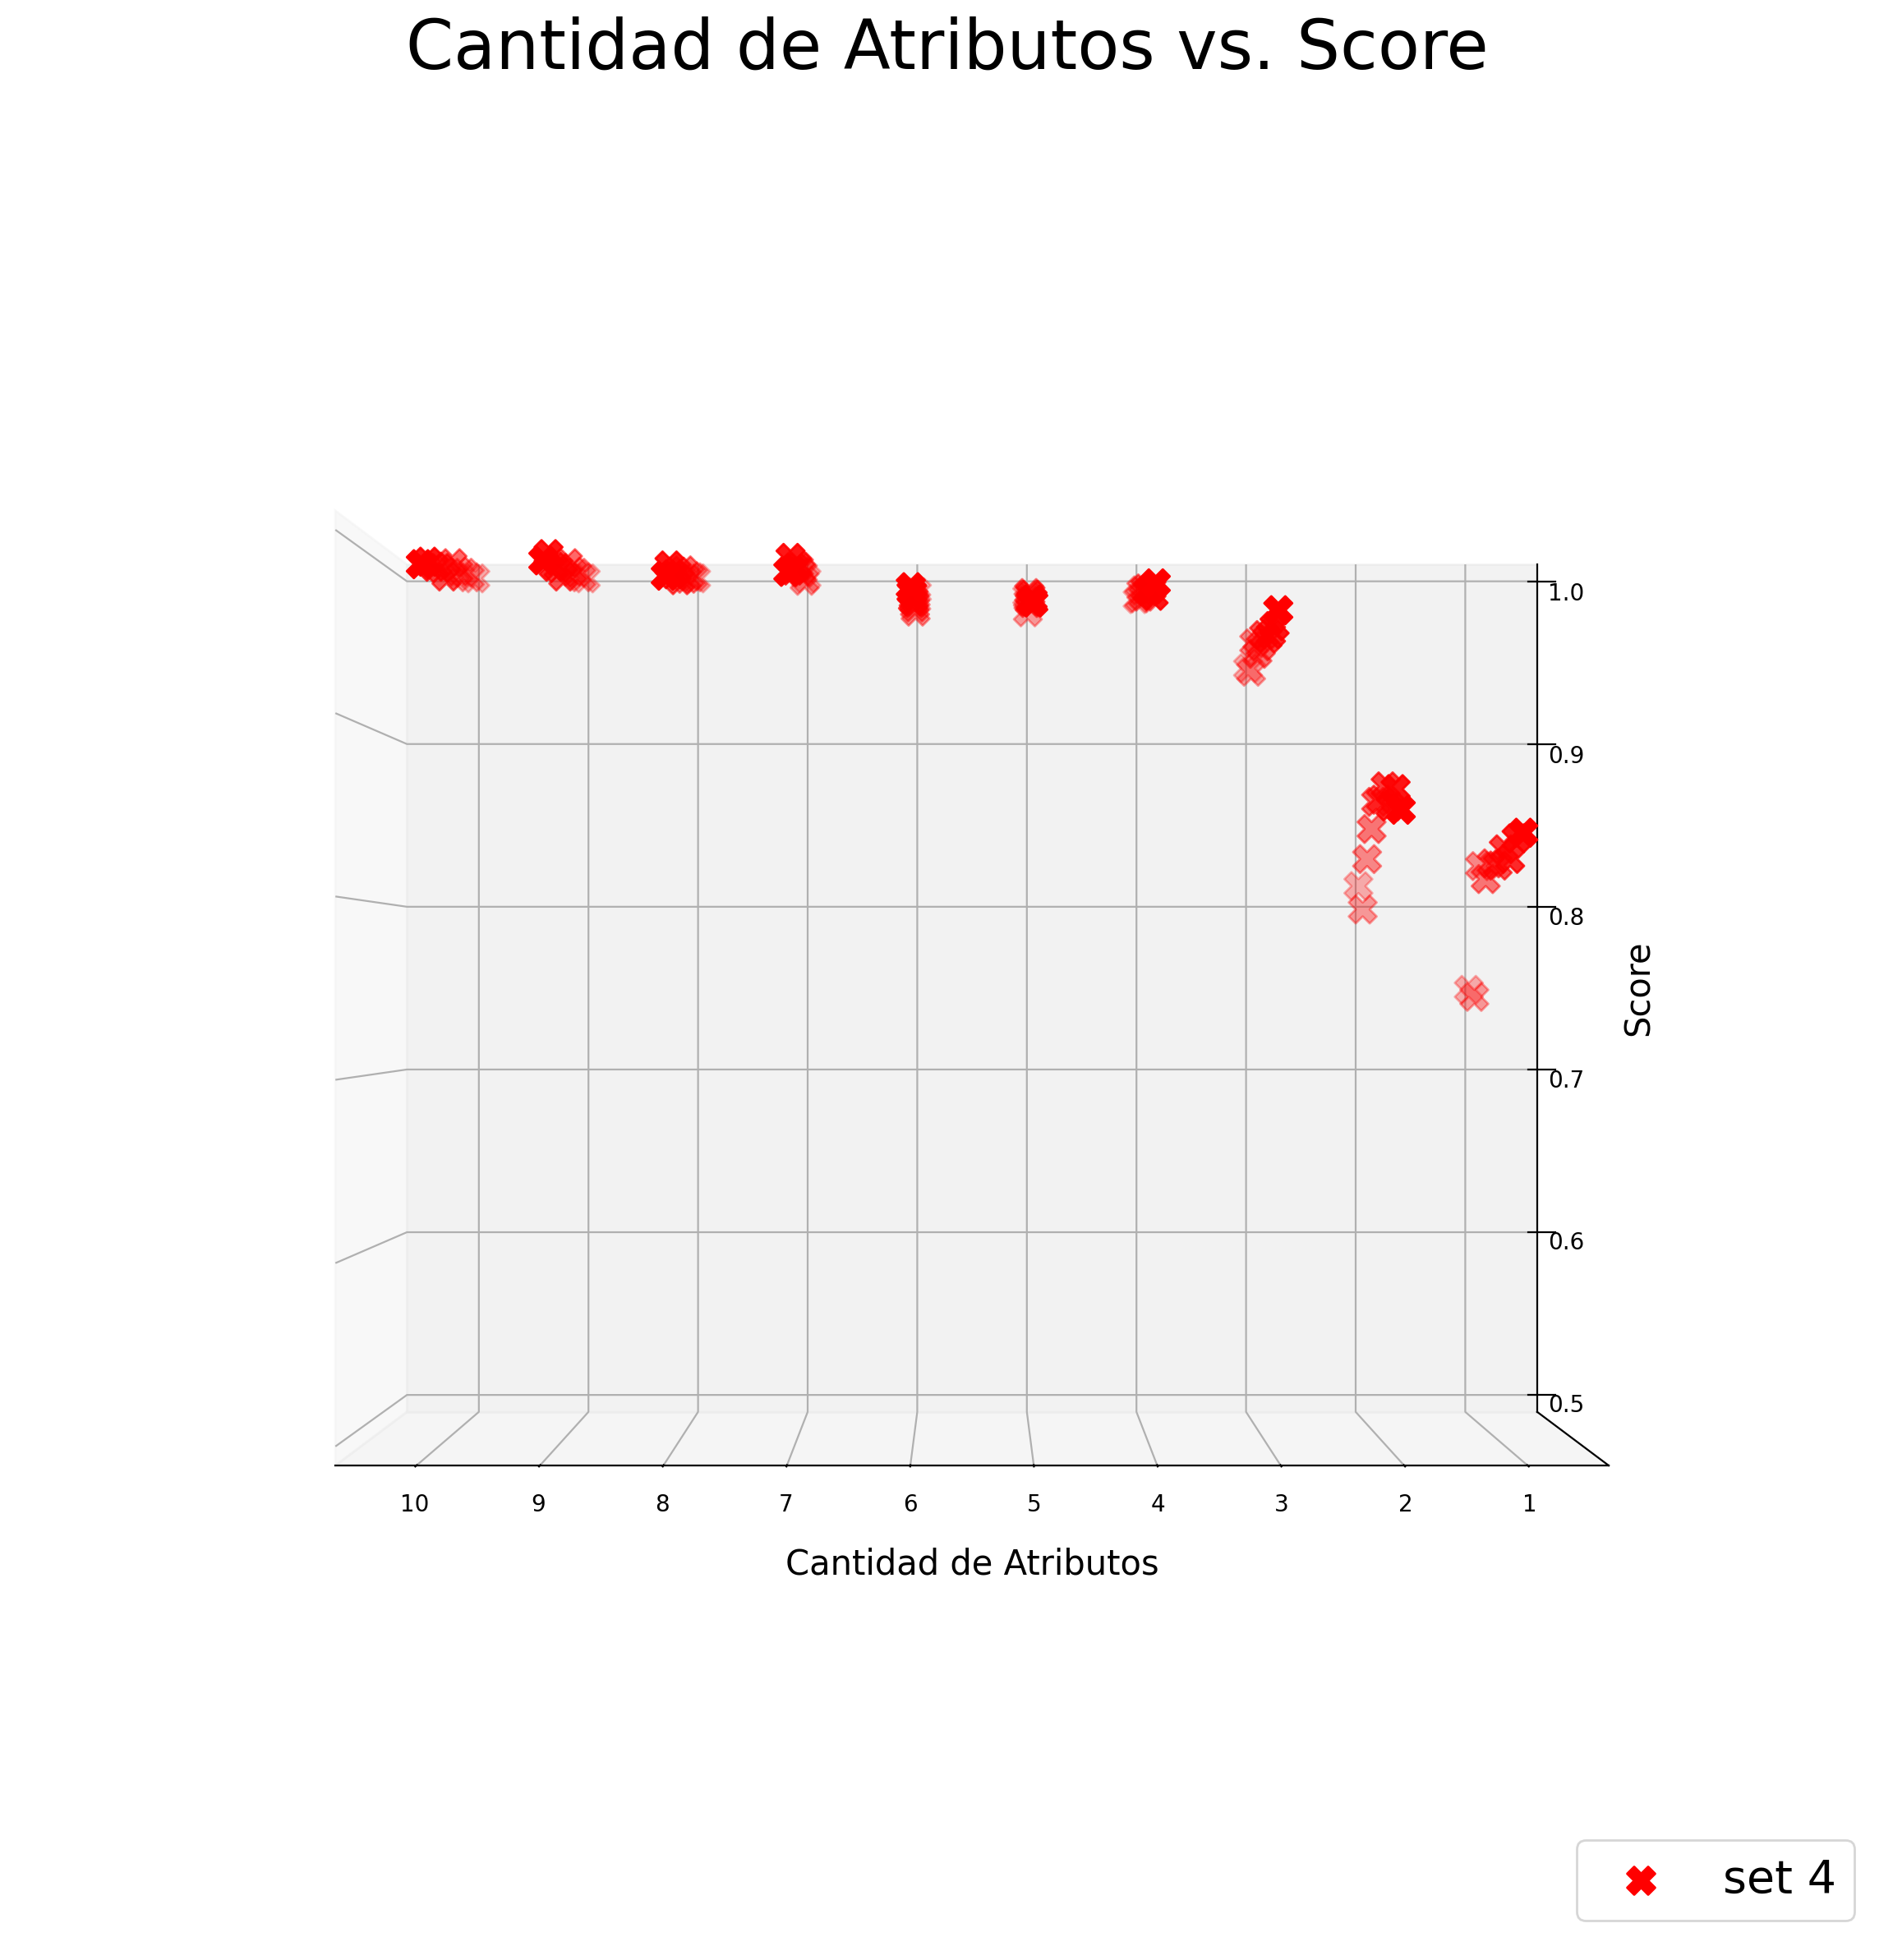 Cantidad de Atributos vs. Score
1.0
0.9
0.8
0.7
0.6
0.5
Score
10 9 8 7 6 5 4 3 2 1
Cantidad de Atributos
set 4